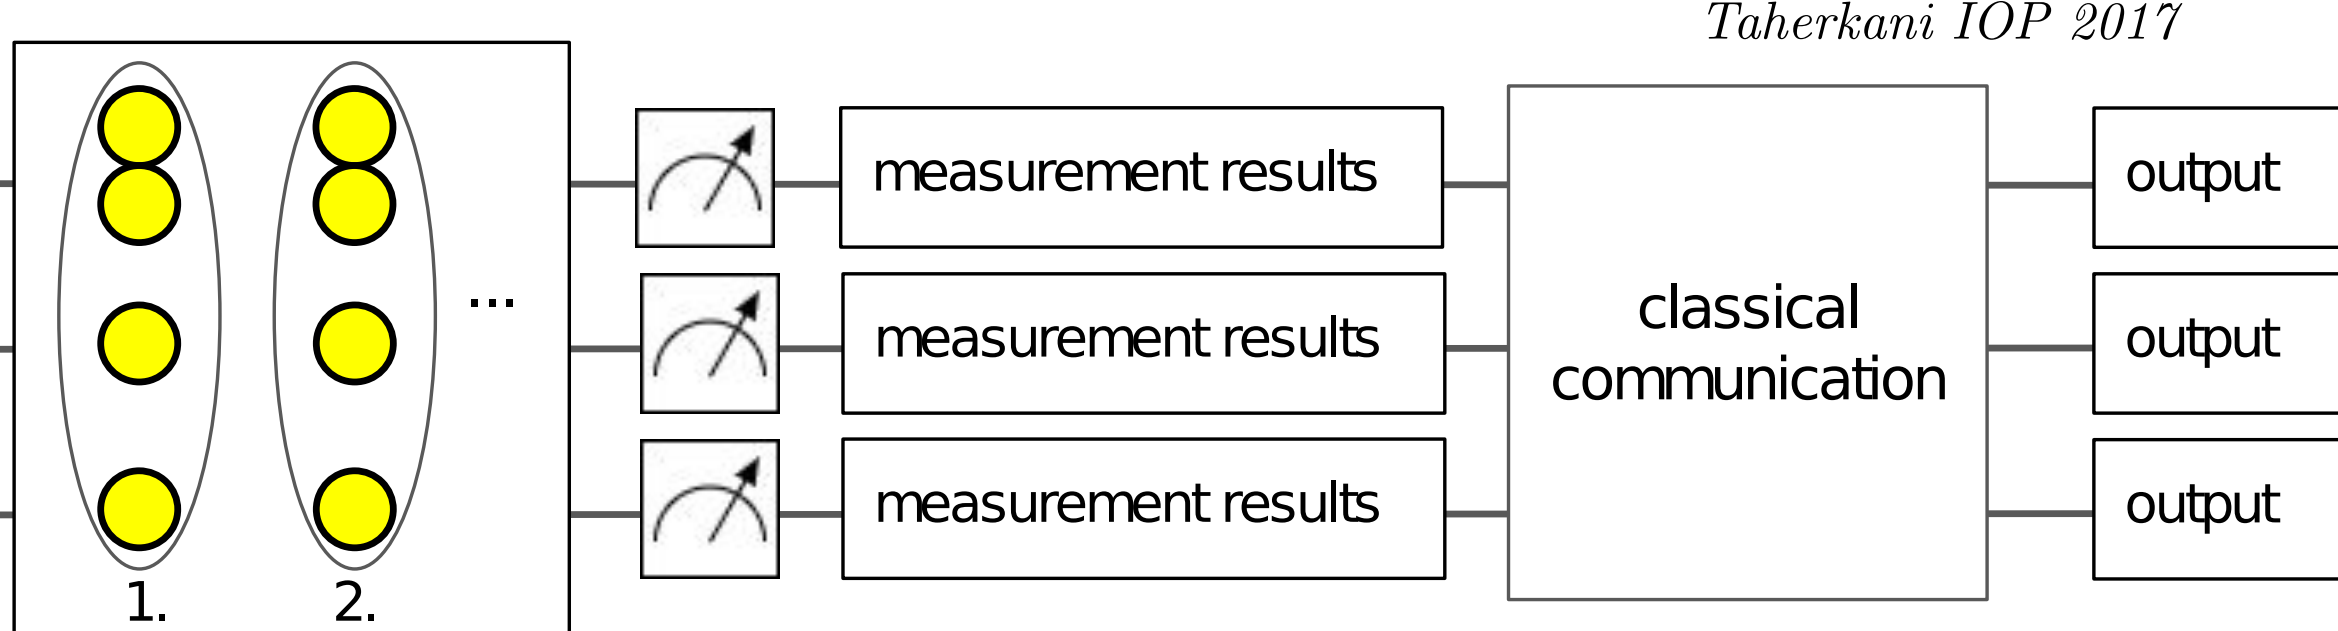 Taherkani IOP 2017
...
1.
2.
measurement results
measurement results
measurement results
classical
communication
output
output
output